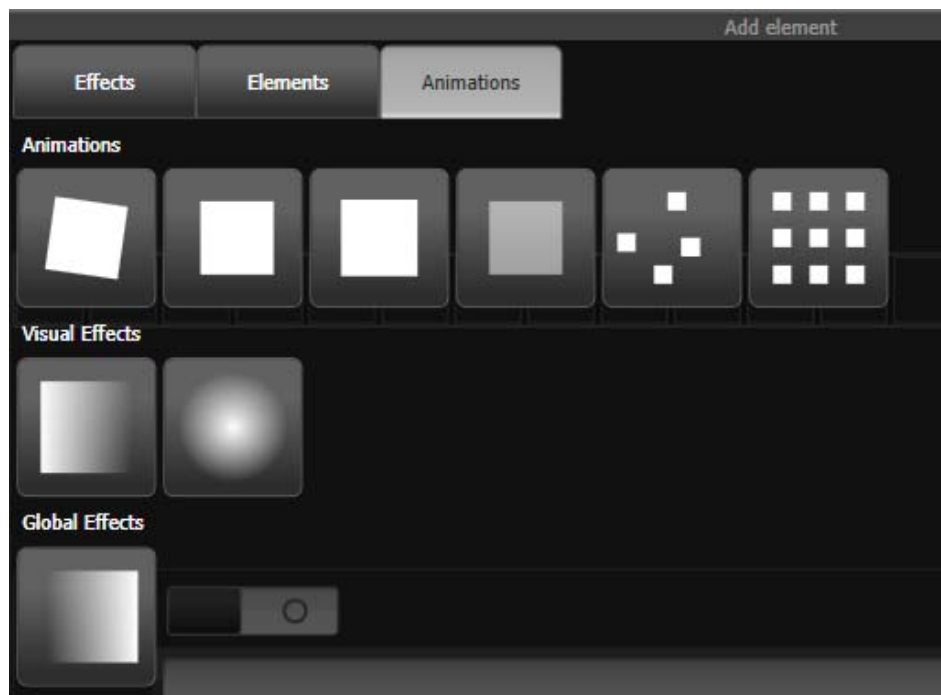 Add element
Effects Elements Animations
Animations
Visual Effects
Global Effects